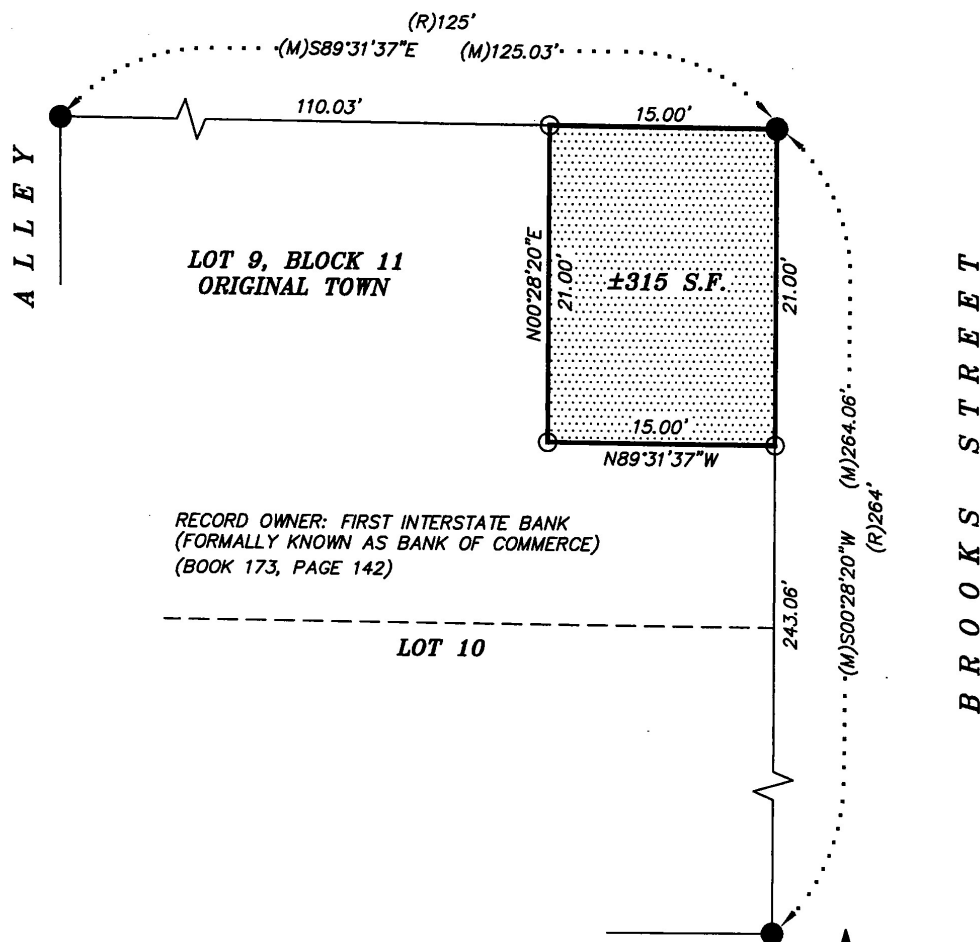 (R)125'
(M)S89°31'37"E (M)125.03'
110.03'
15.00'
ALLEY
LOT 9, BLOCK 11
ORIGINAL TOWN
N00°28'20"E
21.00'
±315 S.F.
21.00'
15.00'
N89°31'37"W
(M)S00°28'20"W (M)264.06'
(R)264'
BROOKS STREET
RECORD OWNER: FIRST INTERSTATE BANK
(FORMALLY KNOWN AS BANK OF COMMERCE)
(BOOK 173, PAGE 142)
243.06'
LOT 10